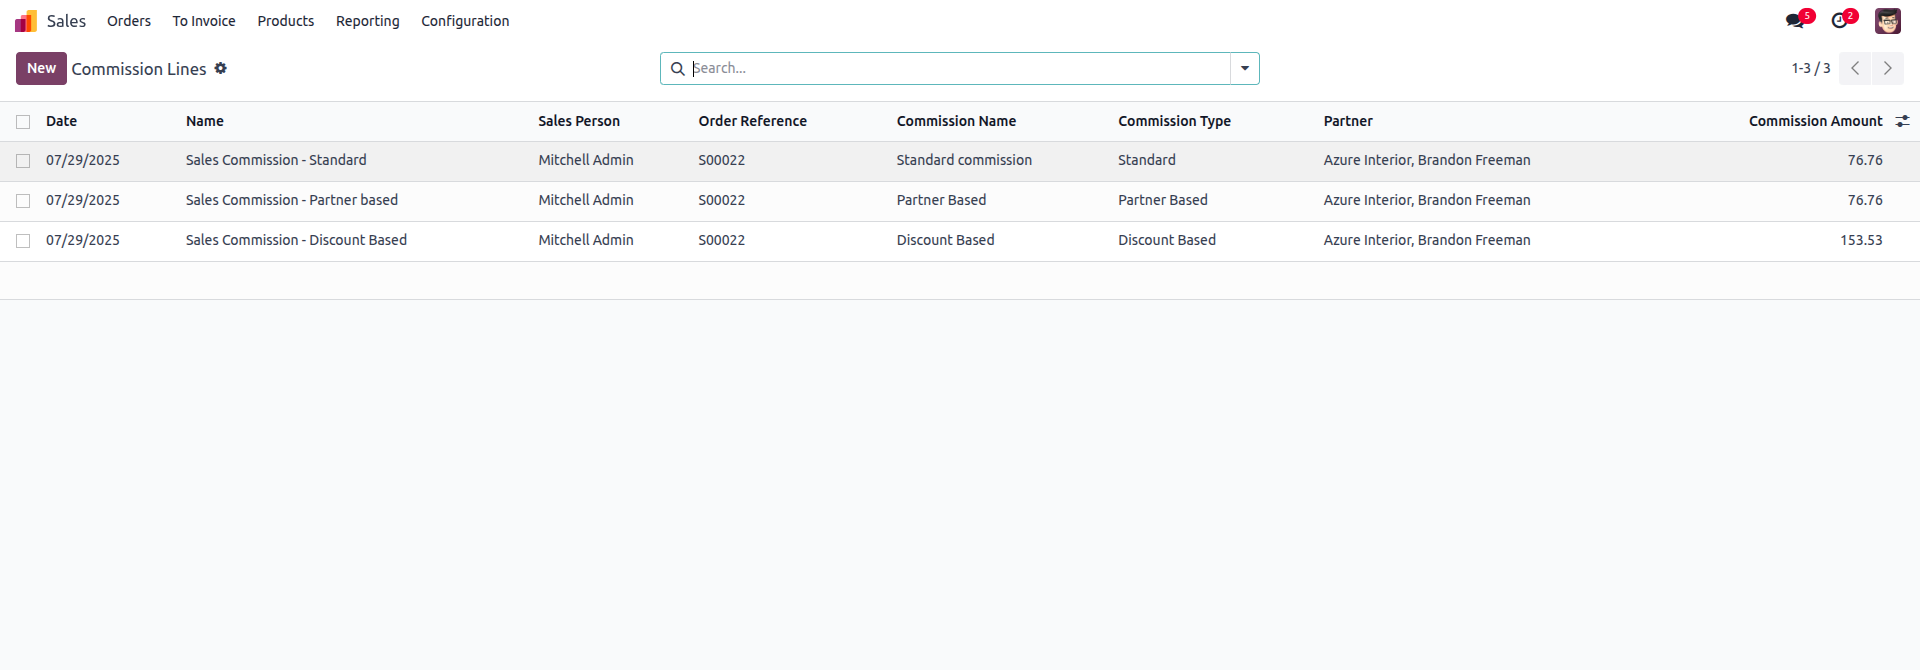 Sales Orders To Invoice Products Reporting Configuration 5 2
New Commission Lines Search... 1-3 / 3
Date Name Sales Person Order Reference Commission Name Commission Type Partner Commission Amount
07/29/2025 Sales Commission - Standard Mitchell Admin S00022 Standard commission Standard Azure Interior, Brandon Freeman 76.76
07/29/2025 Sales Commission - Partner based Mitchell Admin S00022 Partner Based Partner Based Azure Interior, Brandon Freeman 76.76
07/29/2025 Sales Commission - Discount Based Mitchell Admin S00022 Discount Based Discount Based Azure Interior, Brandon Freeman 153.53